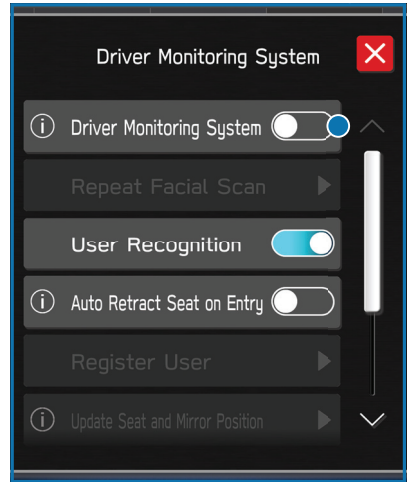 Driver Monitoring System
Driver Monitoring System
Repeat Facial Scan
User Recognition
Auto Retract Seat on Entry
Register User
Update Seat and Mirror Position